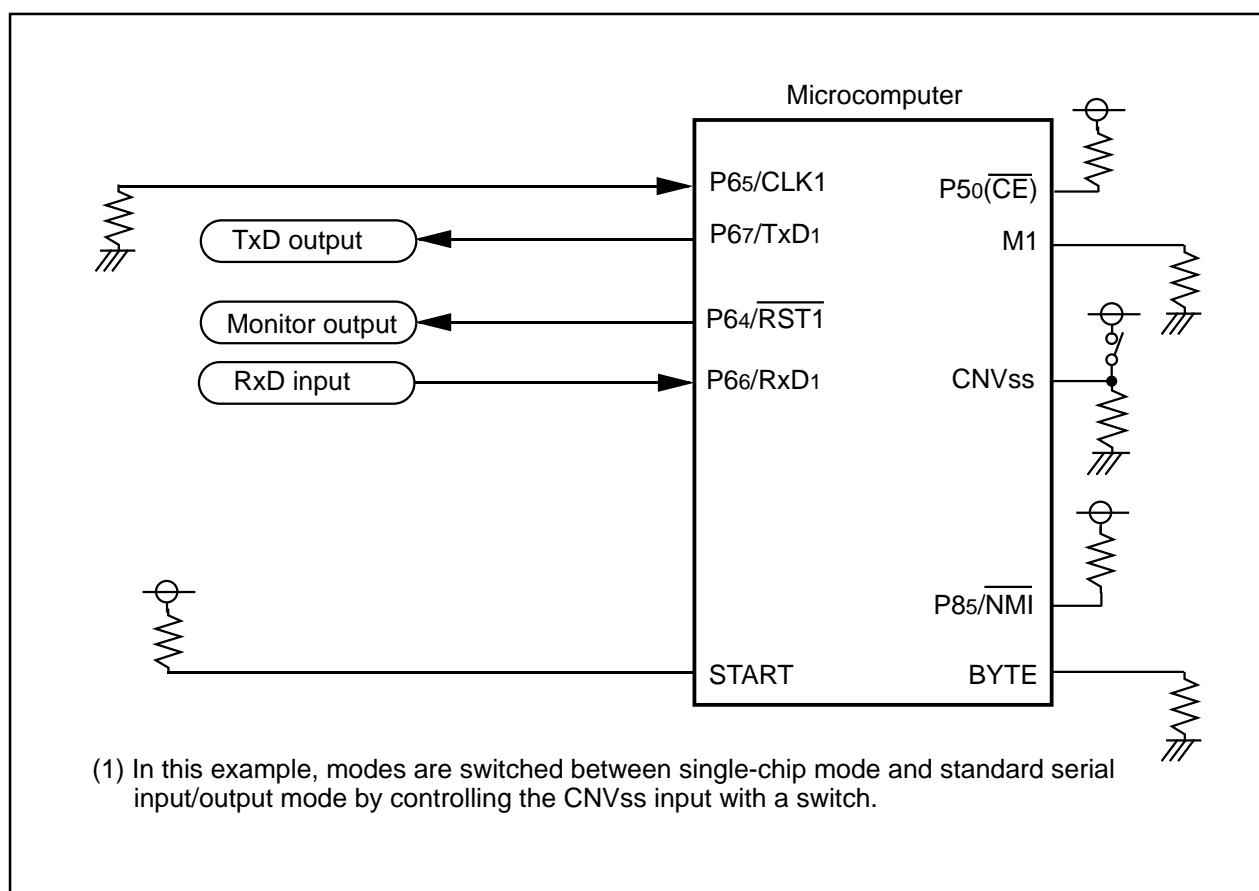 Microcomputer
P65/CLK1
P50(CE)
TxD output
P67/TxD1
M1
Monitor output
P64/RST1
RxD input
P66/RxD1
CNVss
P85/NMI
START
BYTE
(1) In this example, modes are switched between single-chip mode and standard serial
input/output mode by controlling the CNVss input with a switch.